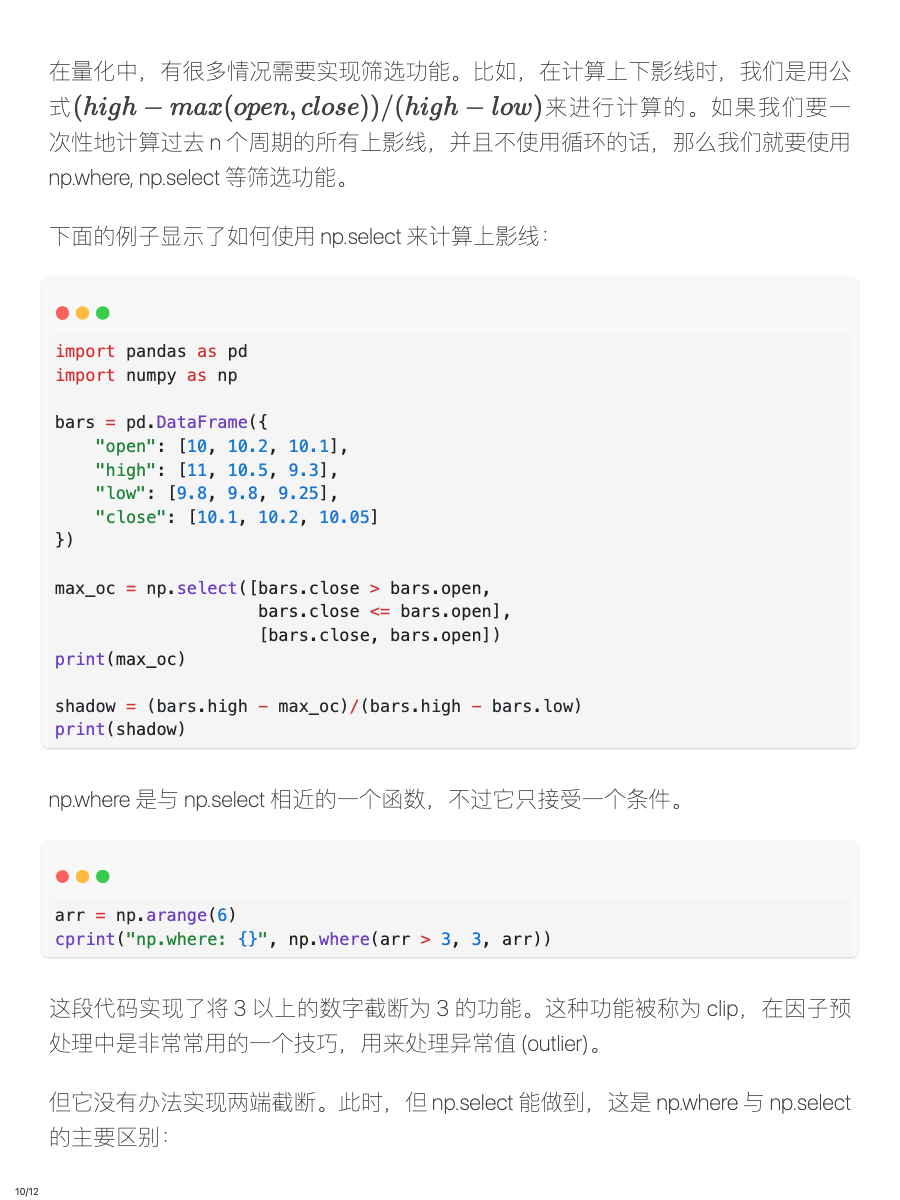 在量化中，有很多情况需要实现筛选功能。比如，在计算上下影线时，我们是用公
式(high − max(open, close))/(high − low)来进行计算的。如果我们要一
次性地计算过去 n 个周期的所有上影线，并且不使用循环的话，那么我们就要使用
np.where, np.select 等筛选功能。
下面的例子显示了如何使用 np.select 来计算上影线：
import pandas as pd
import numpy as np
bars = pd.DataFrame({
    "open": [10, 10.2, 10.1],
    "high": [11, 10.5, 9.3],
    "low": [9.8, 9.8, 9.25],
    "close": [10.1, 10.2, 10.05]
})
max_oc = np.select([bars.close > bars.open,
                    bars.close <= bars.open],
                    [bars.close, bars.open])
print(max_oc)
shadow = (bars.high - max_oc)/(bars.high - bars.low)
print(shadow)
np.where 是与 np.select 相近的一个函数，不过它只接受一个条件。
arr = np.arange(6)
cprint("np.where: {}", np.where(arr > 3, 3, arr))
这段代码实现了将 3 以上的数字截断为 3 的功能。这种功能被称为 clip，在因子预
处理中是非常常用的一个技巧，用来处理异常值 (outlier)。
但它没有办法实现两端截断。此时，但 np.select 能做到，这是 np.where 与 np.select
的主要区别：
10/12